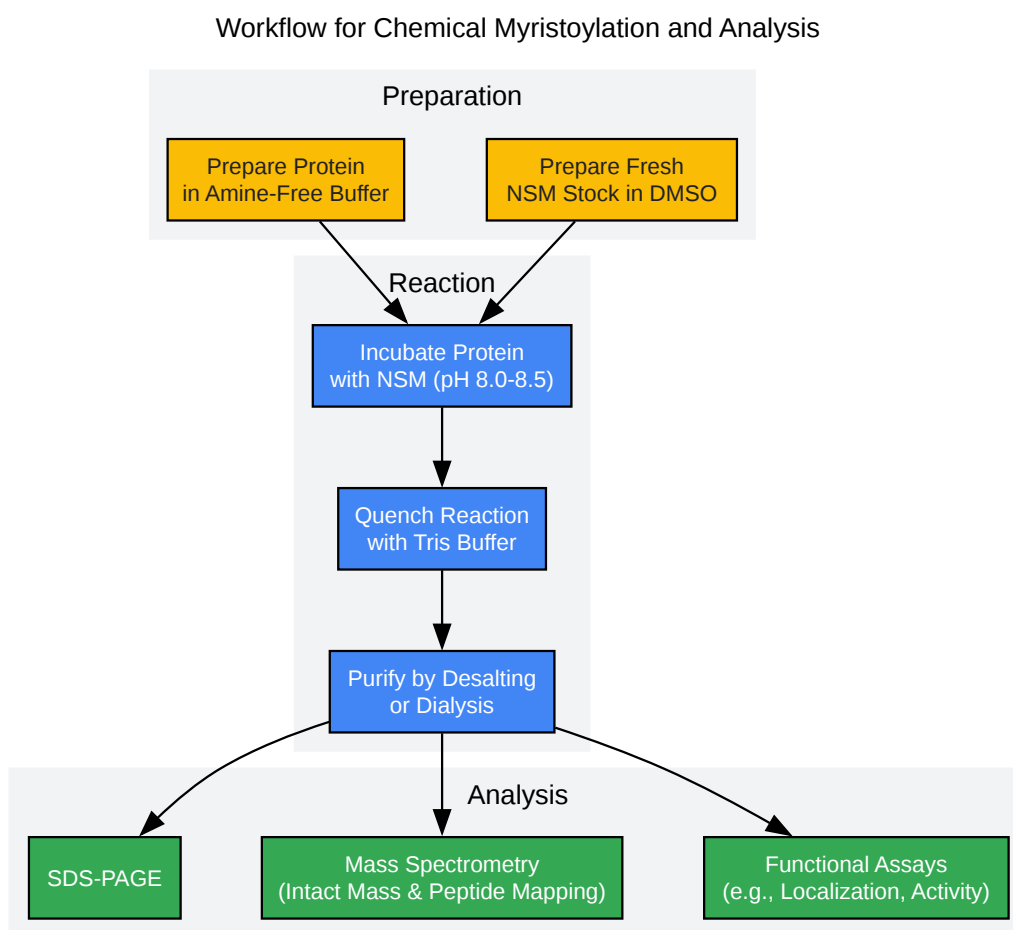 Workflow for Chemical Myristoylation and Analysis
Preparation
Prepare Protein
in Amine-Free Buffer
Prepare Fresh
NSM Stock in DMSO
Reaction
Incubate Protein
with NSM (pH 8.0-8.5)
Quench Reaction
with Tris Buffer
Purify by Desalting
or Dialysis
Analysis
SDS-PAGE
Mass Spectrometry
(Intact Mass & Peptide Mapping)
Functional Assays
(e.g., Localization, Activity)